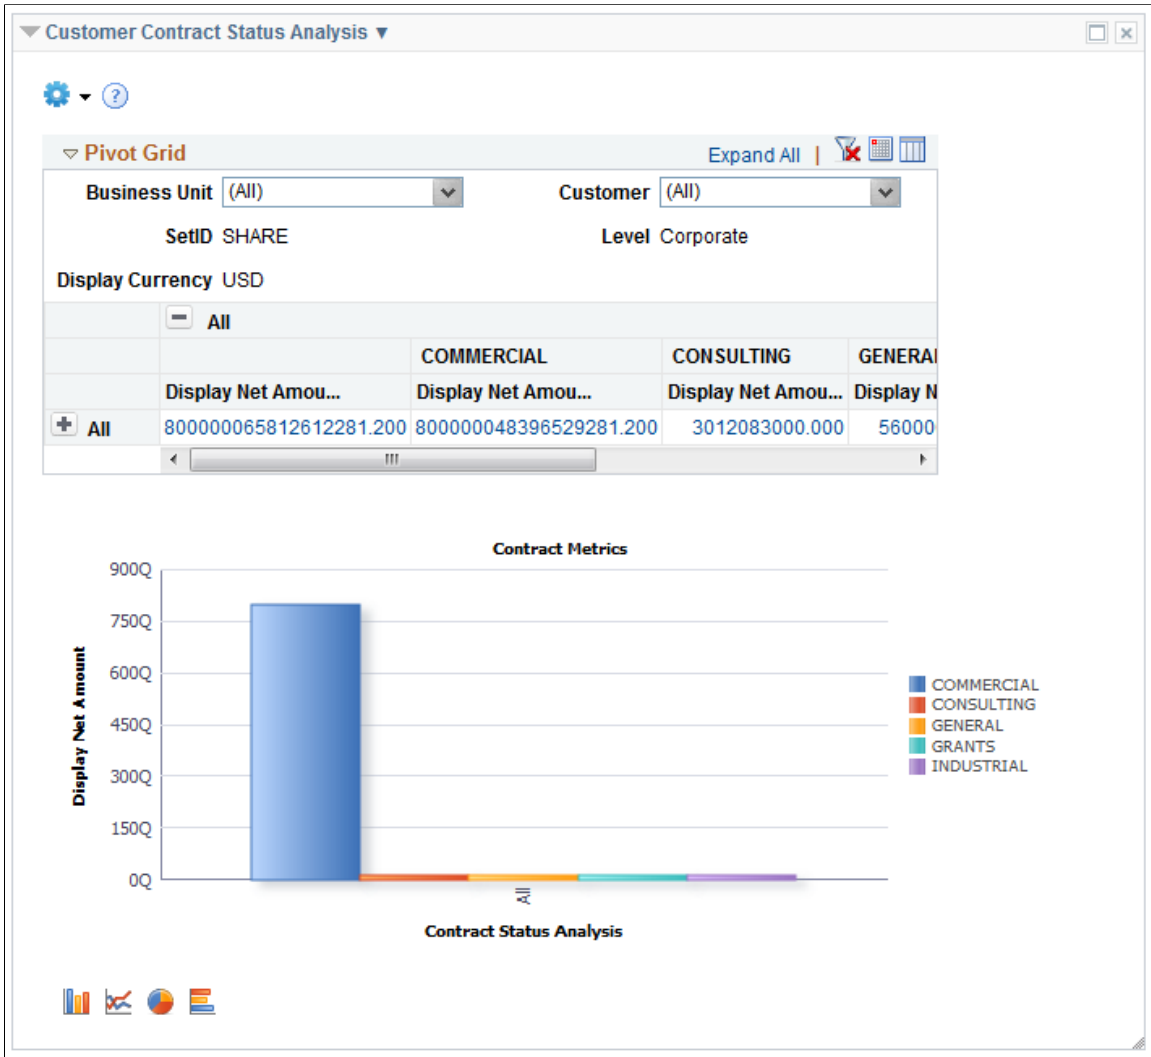 Customer Contract Status Analysis
Pivot Grid
Expand All |
Business Unit (All) Customer (All)
SetID SHARE Level Corporate
Display Currency USD
All
COMMERCIAL CONSULTING GENERAL
Display Net Amou... Display Net Amou... Display Net Amou... Display N
All 800000065812612281.200 800000048396529281.200 3012083000.000 5600
Contract Metrics
900Q
750Q
600Q
450Q
300Q
150Q
0Q
Display Net Amount
All
Contract Status Analysis
COMMERCIAL
CONSULTING
GENERAL
GRANTS
INDUSTRIAL